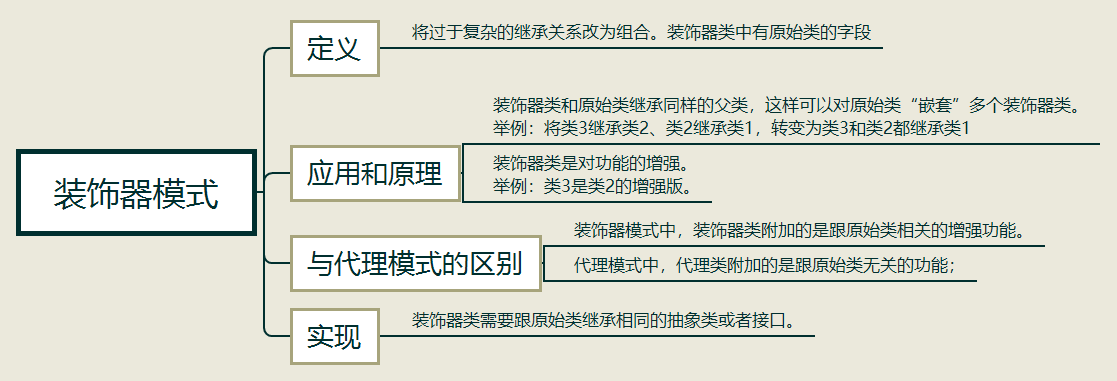 装饰器模式
定义
将过于复杂的继承关系改为组合。装饰器类中有原始类的字段
应用和原理
装饰器类和原始类继承同样的父类，这样可以对原始类“嵌套”多个装饰器类。
举例：将类3继承类2、类2继承类1，转变为类3和类2都继承类1
装饰器类是对功能的增强。
举例：类3是类2的增强版。
与代理模式的区别
装饰器模式中，装饰器类附加的是跟原始类相关的增强功能。
代理模式中，代理类附加的是跟原始类无关的功能；
实现
装饰器类需要跟原始类继承相同的抽象类或者接口。